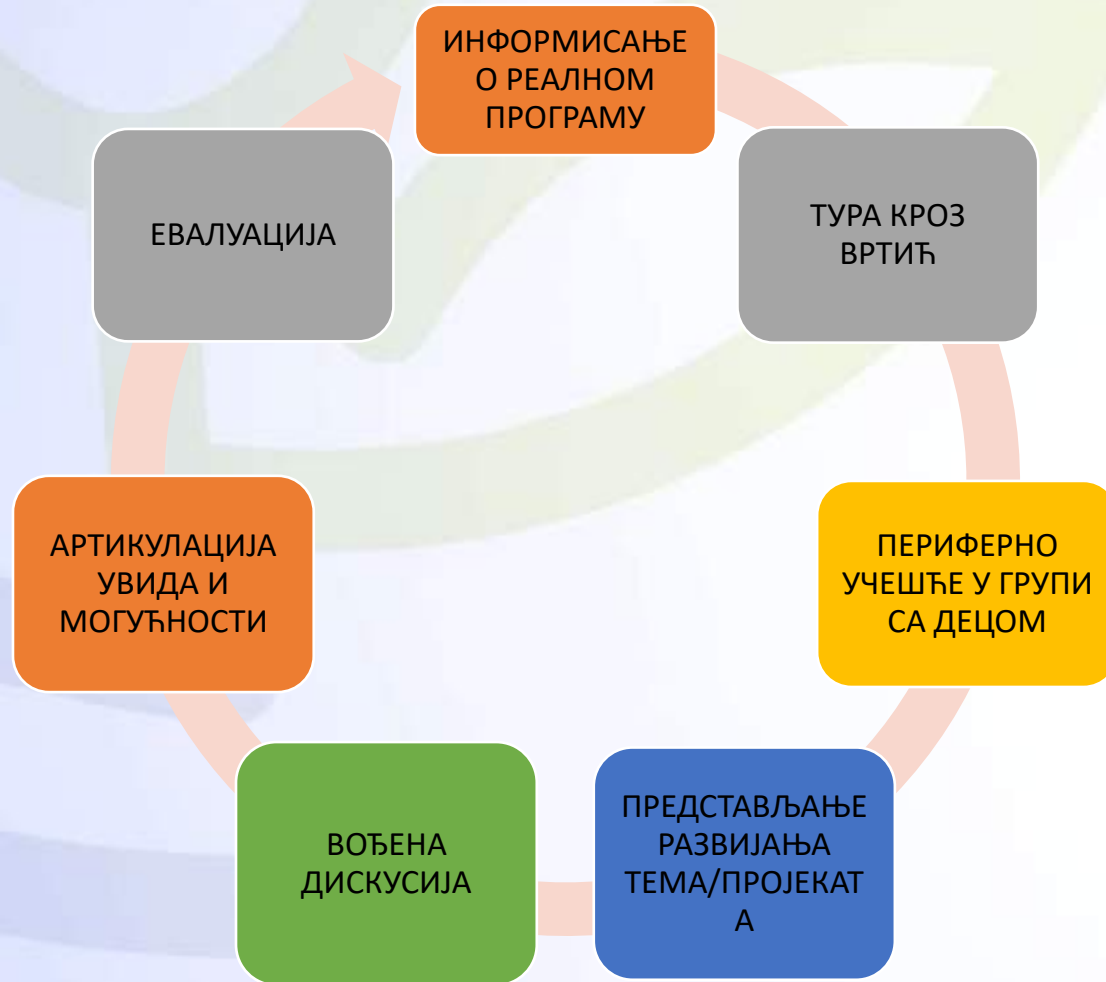 ИНФОРМИСАЊЕ
О РЕАЛНОМ
ПРОГРАМУ
ТУРА КРОЗ
ВРТИЋ
ПЕРИФЕРНО
УЧЕШЋЕ У ГРУПИ
СА ДЕЦОМ
ПРЕДСТАВЉАЊЕ
РАЗВИЈАЊА
ТЕМА/ПРОЈЕКАТ
А
ВОЂЕНА
ДИСКУСИЈА
АРТИКУЛАЦИЈА
УВИДА И
МОГУЋНОСТИ
ЕВАЛУАЦИЈА